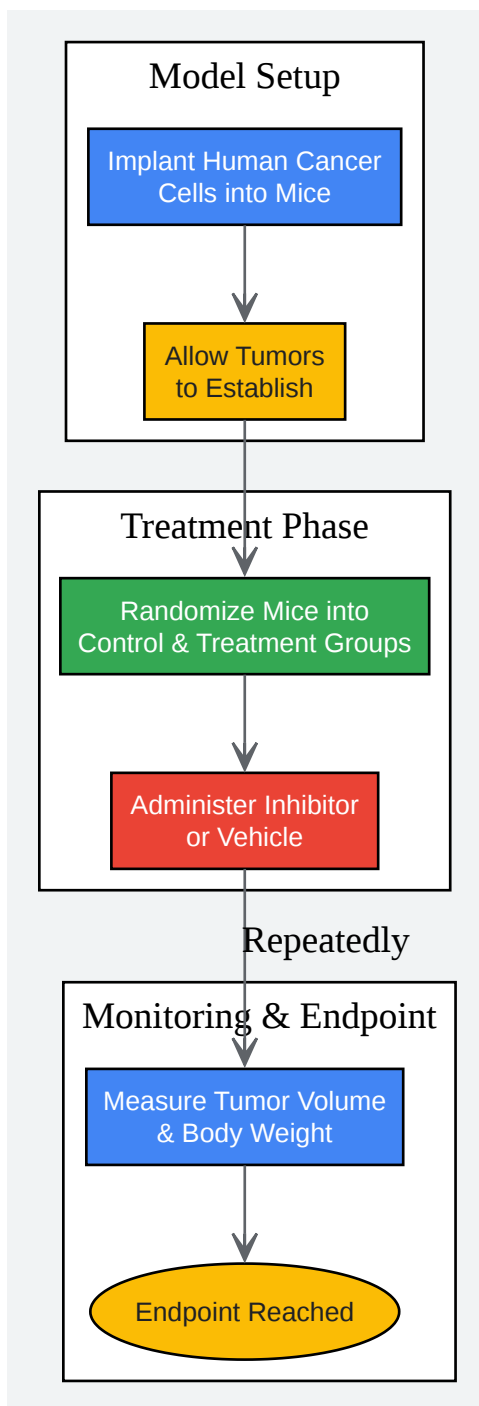 Model Setup
Implant Human Cancer
Cells into Mice
Allow Tumors
to Establish
Treatment Phase
Randomize Mice into
Control & Treatment Groups
Administer Inhibitor
or Vehicle
Repeatedly
Monitoring & Endpoint
Measure Tumor Volume
& Body Weight
Endpoint Reached